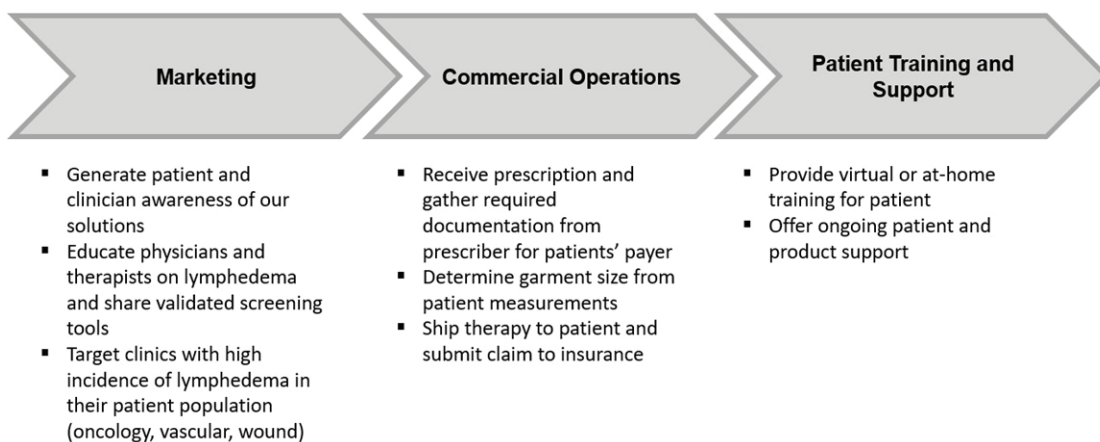 Marketing
Commercial Operations
Patient Training and
Support
▪ Generate patient and
clinician awareness of our
solutions
▪ Educate physicians and
therapists on lymphedema
and share validated screening
tools
▪ Target clinics with high
incidence of lymphedema in
their patient population
(oncology, vascular, wound)
▪ Receive prescription and
gather required
documentation from
prescriber for patients’ payer
▪ Determine garment size from
patient measurements
▪ Ship therapy to patient and
submit claim to insurance
▪ Provide virtual or at-home
training for patient
▪ Offer ongoing patient and
product support